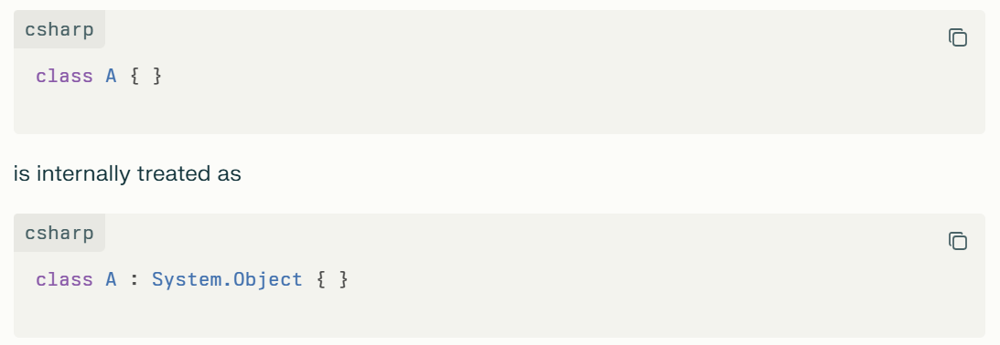 csharp
class A { }
is internally treated as
csharp
class A : System.Object { }